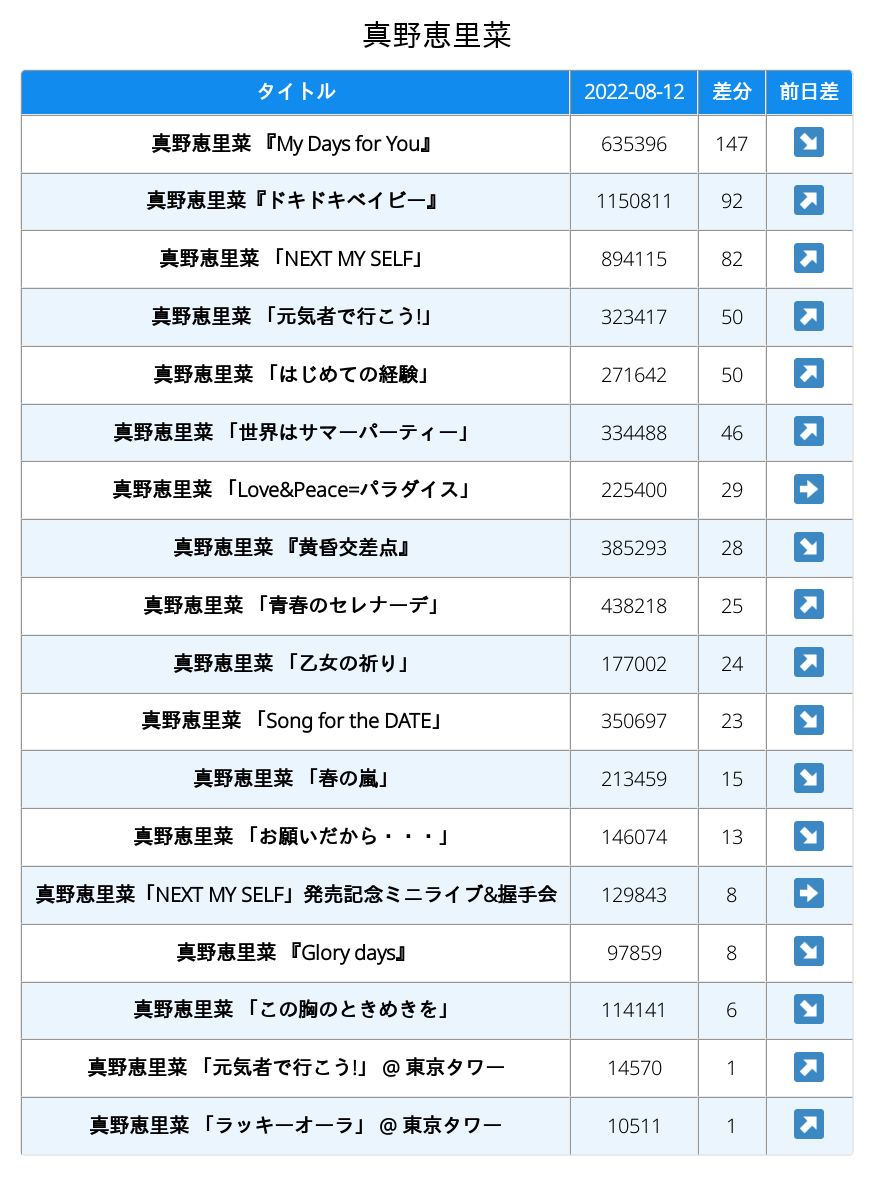 真野恵里菜
タイトル 2022-08-12 差分 前日差
真野恵里菜 『My Days for You』 635396 147 ↘
真野恵里菜『ドキドキベイビー』 1150811 92 ↗
真野恵里菜 「NEXT MY SELF」 894115 82 ↗
真野恵里菜 「元気者で行こう!」 323417 50 ↗
真野恵里菜 「はじめての経験」 271642 50 ↗
真野恵里菜 「世界はサマーパーティー」 334488 46 ↗
真野恵里菜 「Love&Peace=パラダイス」 225400 29 ➡
真野恵里菜 『黄昏交差点』 385293 28 ↘
真野恵里菜 「青春のセレナーデ」 438218 25 ↗
真野恵里菜 「乙女の祈り」 177002 24 ↗
真野恵里菜 「Song for the DATE」 350697 23 ↘
真野恵里菜 「春の嵐」 213459 15 ↘
真野恵里菜 「お願いだから・・・」 146074 13 ↘
真野恵里菜「NEXT MY SELF」発売記念ミニライブ&握手会 129843 8 ➡
真野恵里菜 『Glory days』 97859 8 ↘
真野恵里菜 「この胸のときめきを」 114141 6 ↘
真野恵里菜 「元気者で行こう!」 @ 東京タワー 14570 1 ↗
真野恵里菜 「ラッキーオーラ」 @ 東京タワー 10511 1 ↗